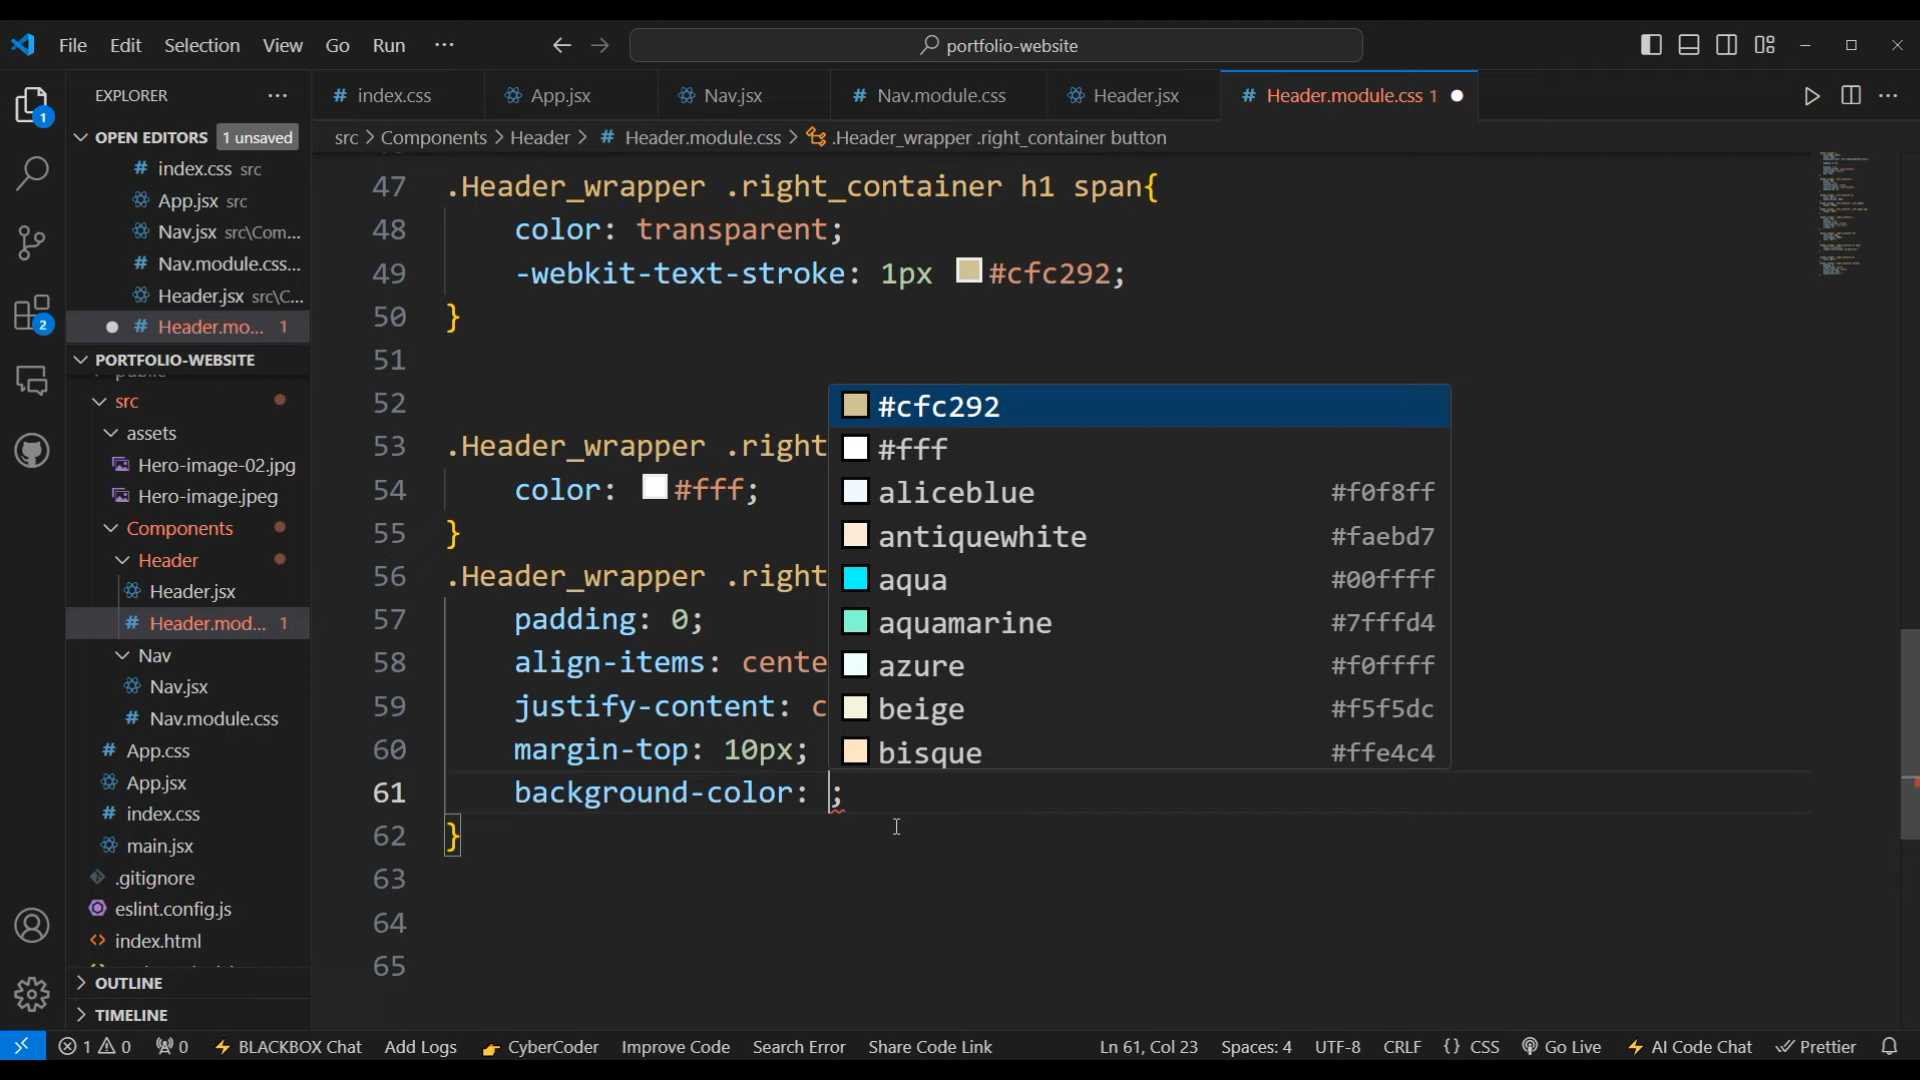 File Edit Selection View Go Run ··· portfolio-website
EXPLORER ···
index.css App.jsx Nav.jsx Nav.module.css Header.jsx Header.module.css 1
src > Components > Header > # Header.module.css > .Header_wrapper .right_container button
OPEN EDITORS 1 unsaved
# index.css src
App.jsx src
Nav.jsx src\Com...
# Nav.module.css...
Header.jsx src\C...
# Header.mo... 1
PORTFOLIO-WEBSITE
public
src
assets
Hero-image-02.jpg
Hero-image.jpeg
Components
Header
Header.jsx
# Header.mod... 1
Nav
Nav.jsx
# Nav.module.css
# App.css
App.jsx
# index.css
main.jsx
.gitignore
eslint.config.js
<> index.html
OUTLINE
TIMELINE
47 .Header_wrapper .right_container h1 span{
48 color: transparent;
49 -webkit-text-stroke: 1px #cfc292;
50 }
51
52
53 .Header_wrapper .right
54 color: #fff;
55 }
56 .Header_wrapper .right
57 padding: 0;
58 align-items: cente
59 justify-content: c
60 margin-top: 10px;
61 background-color: ;
62 }
63
64
65
#cfc292
#fff
aliceblue #f0f8ff
antiquewhite #faebd7
aqua #00ffff
aquamarine #7fffd4
azure #f0ffff
beige #f5f5dc
bisque #ffe4c4
1 0 0 BLACKBOX Chat Add Logs CyberCoder Improve Code Search Error Share Code Link Ln 61, Col 23 Spaces: 4 UTF-8 CRLF {} CSS Go Live AI Code Chat Prettier
1
2